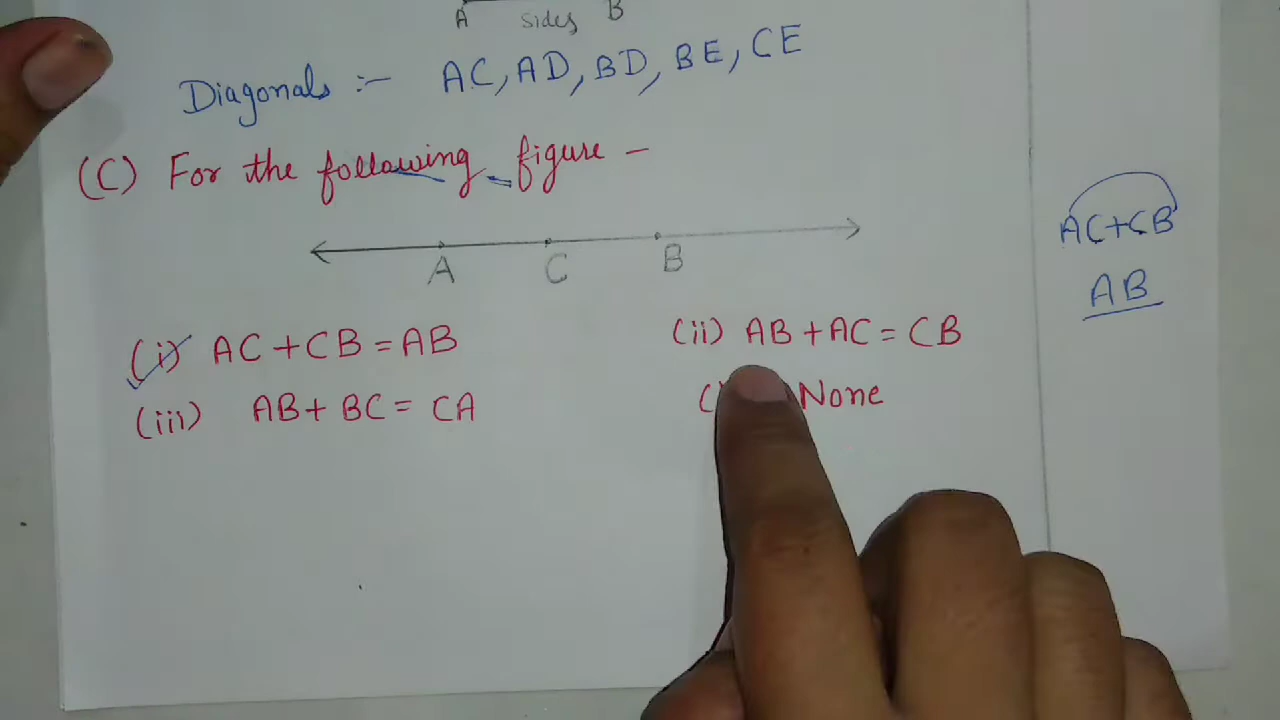 A sides B
Diagonals :- AC, AD, BD, BE, CE
(C) For the following figure -
A C B
(i) AC + CB = AB
(ii) AB + AC = CB
(iii) AB + BC = CA
None
AC+CB
AB